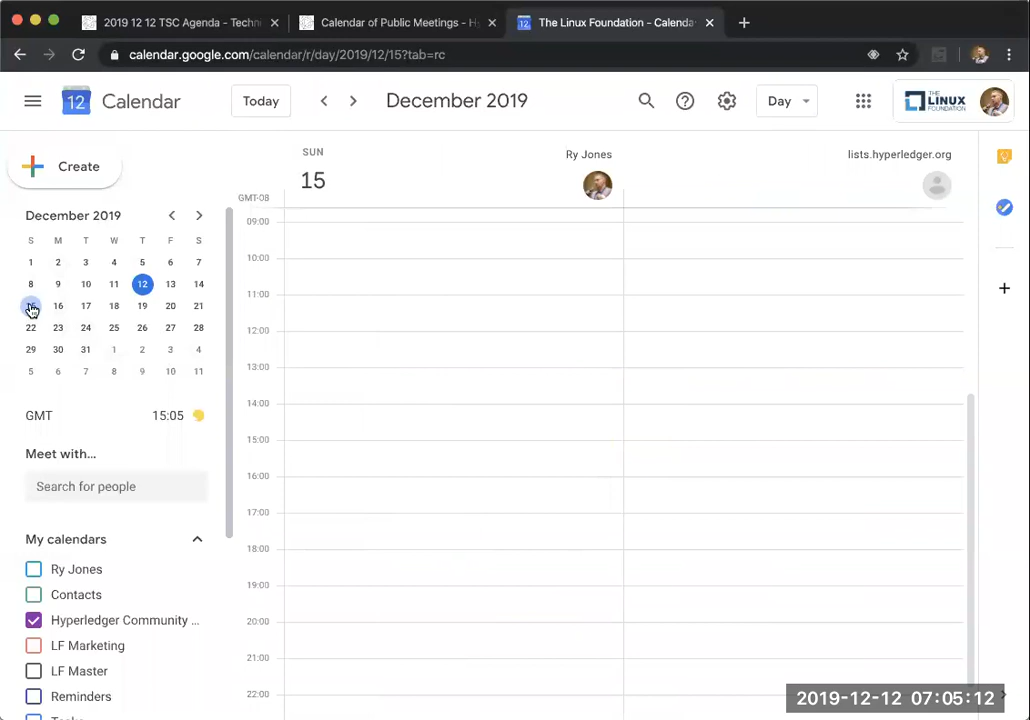 2019 12 12 TSC Agenda - Techni
Calendar of Public Meetings - H
The Linux Foundation - Calenda
calendar.google.com/calendar/r/day/2019/12/15?tab=rc
12
Calendar
Today
December 2019
Day
THE LINUX FOUNDATION
Create
SUN
15
Ry Jones
lists.hyperledger.org
GMT-08
December 2019
S M T W T F S
1 2 3 4 5 6 7
8 9 10 11 12 13 14
15 16 17 18 19 20 21
22 23 24 25 26 27 28
29 30 31 1 2 3 4
5 6 7 8 9 10 11
GMT 15:05
Meet with...
Search for people
My calendars
Ry Jones
Contacts
Hyperledger Community ...
LF Marketing
LF Master
Reminders
09:00
10:00
11:00
12:00
13:00
14:00
15:00
16:00
17:00
18:00
19:00
20:00
21:00
22:00
2019-12-12 07:05:12